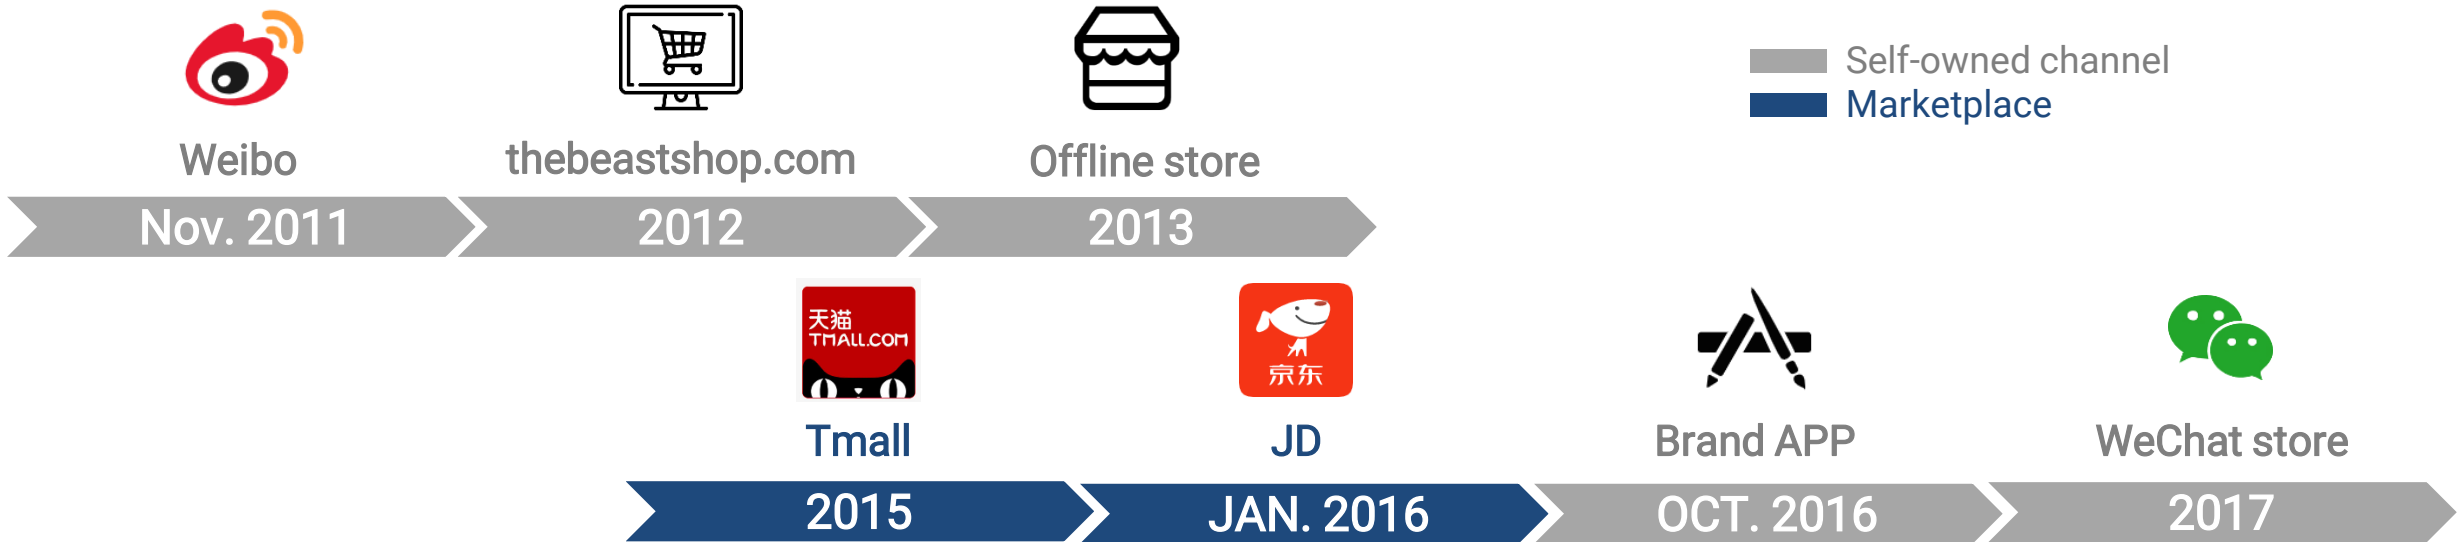 Self-owned channel
Marketplace
Weibo
thebeastshop.com
Offline store
Nov. 2011
2012
2013
天猫
TMALL.COM
京东
Tmall
JD
Brand APP
WeChat store
2015
JAN. 2016
OCT. 2016
2017